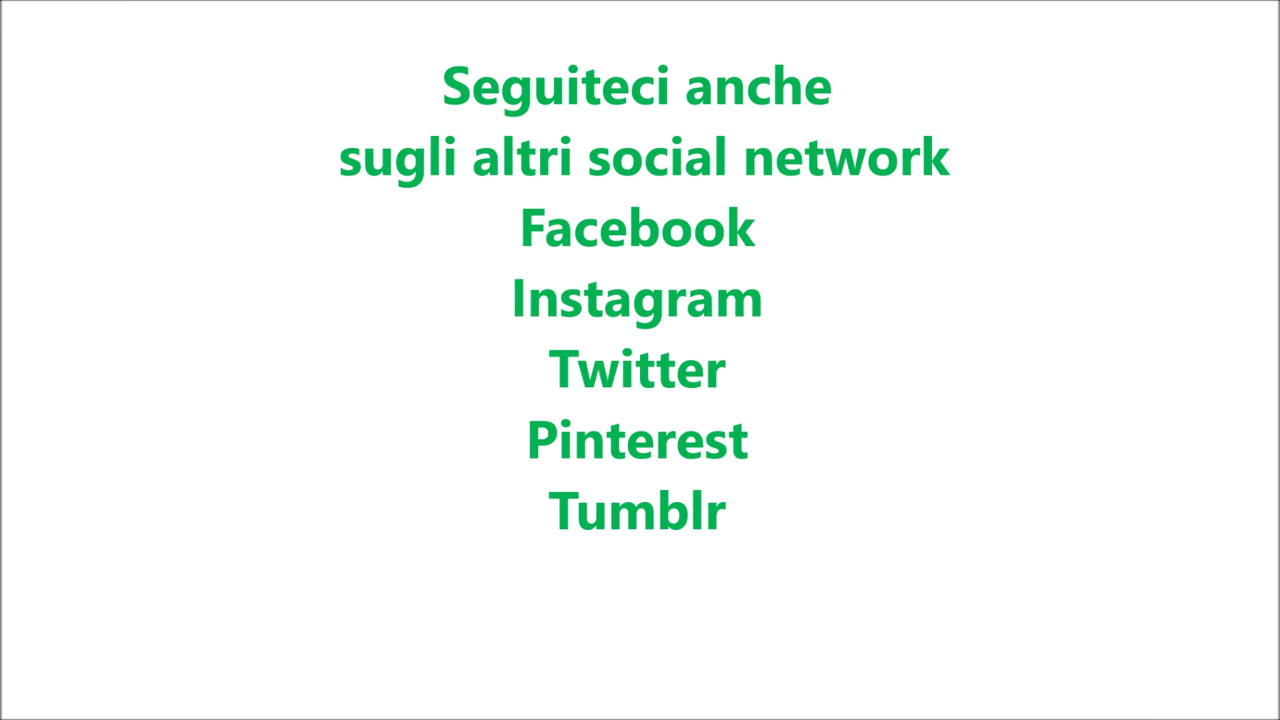 Seguiteci anche
sugli altri social network
Facebook
Instagram
Twitter
Pinterest
Tumblr